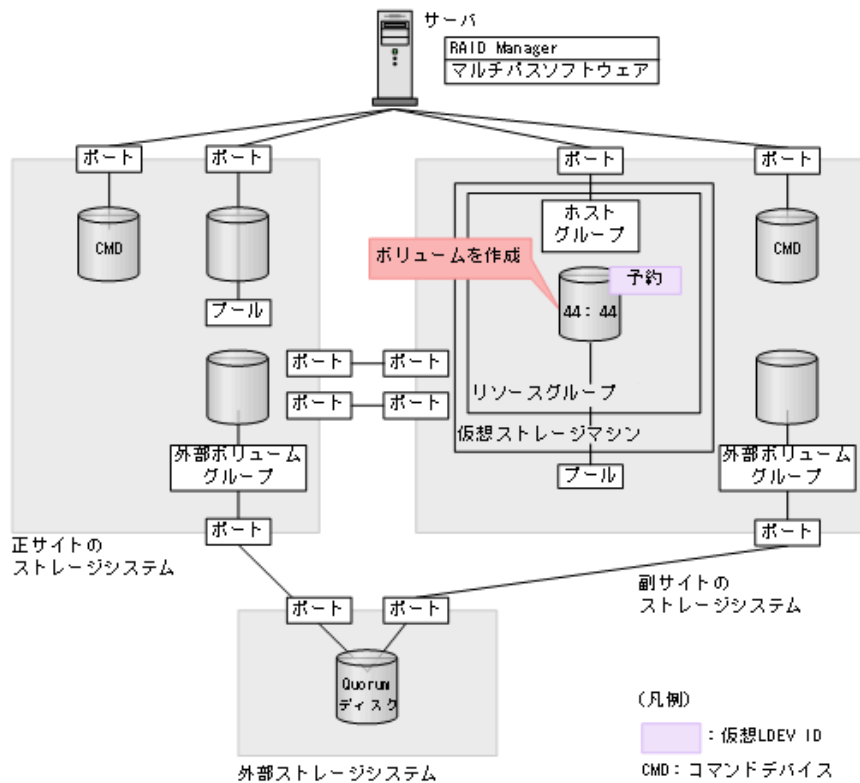 サーバ
RAID Manager
マルチパスソフトウェア
ポート
ポート
ポート
ポート
CMD
プール
ホスト
グループ
CMD
ボリュームを作成
予約
44:44
ポート
ポート
ポート
ポート
リソースグループ
仮想ストレージマシン
外部ボリューム
グループ
プール
外部ボリューム
グループ
ポート
ポート
正サイトの
ストレージシステム
副サイトの
ストレージシステム
ポート
ポート
Quorum
ディスク
外部ストレージシステム
(凡例)
:仮想LDEV ID
CMD:コマンドデバイス